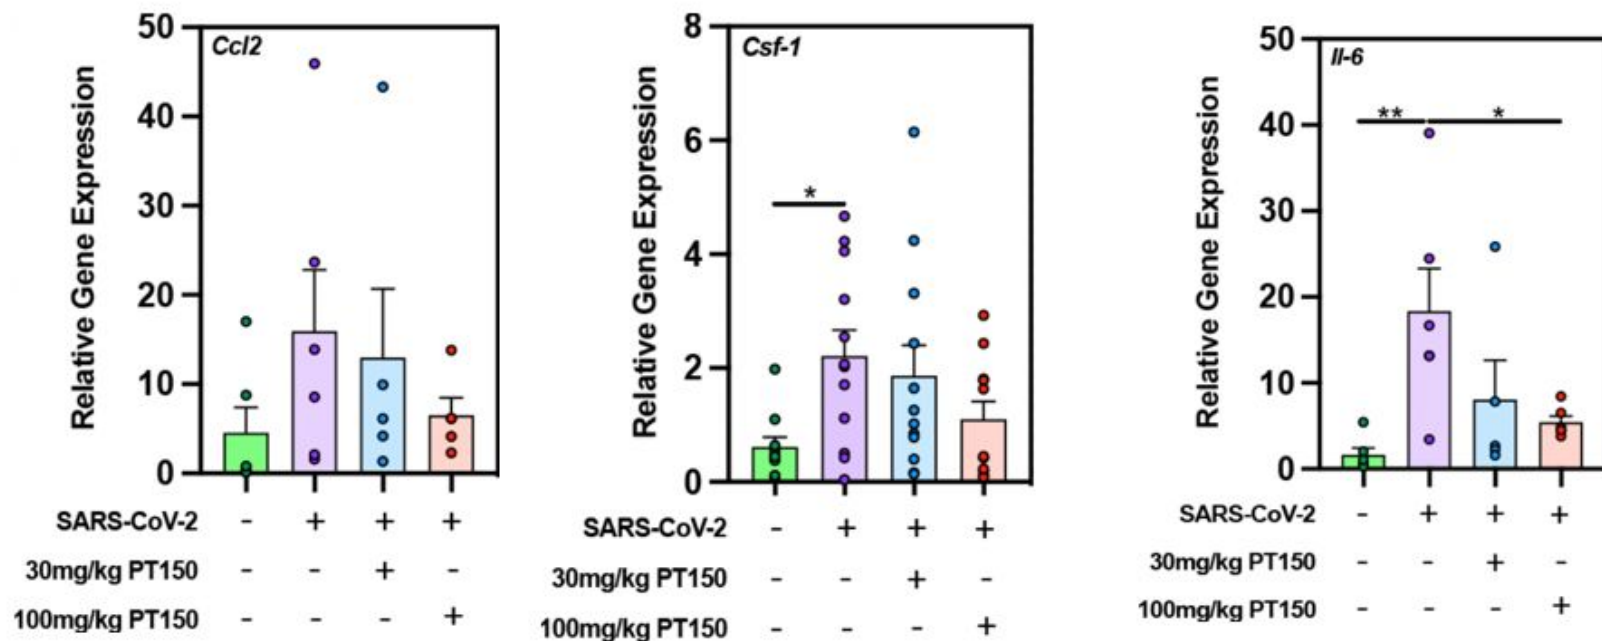 Ccl2
Relative Gene Expression
50
40
30
20
10
0
SARS-CoV-2 - + + +
30mg/kg PT150 - - + -
100mg/kg PT150 - - - +
Csf-1
Relative Gene Expression
8
6
4
2
0
*
SARS-CoV-2 - + + +
30mg/kg PT150 - - + -
100mg/kg PT150 - - - +
Il-6
Relative Gene Expression
50
40
30
20
10
0
** *
SARS-CoV-2 - + + +
30mg/kg PT150 - - + -
100mg/kg PT150 - - - +